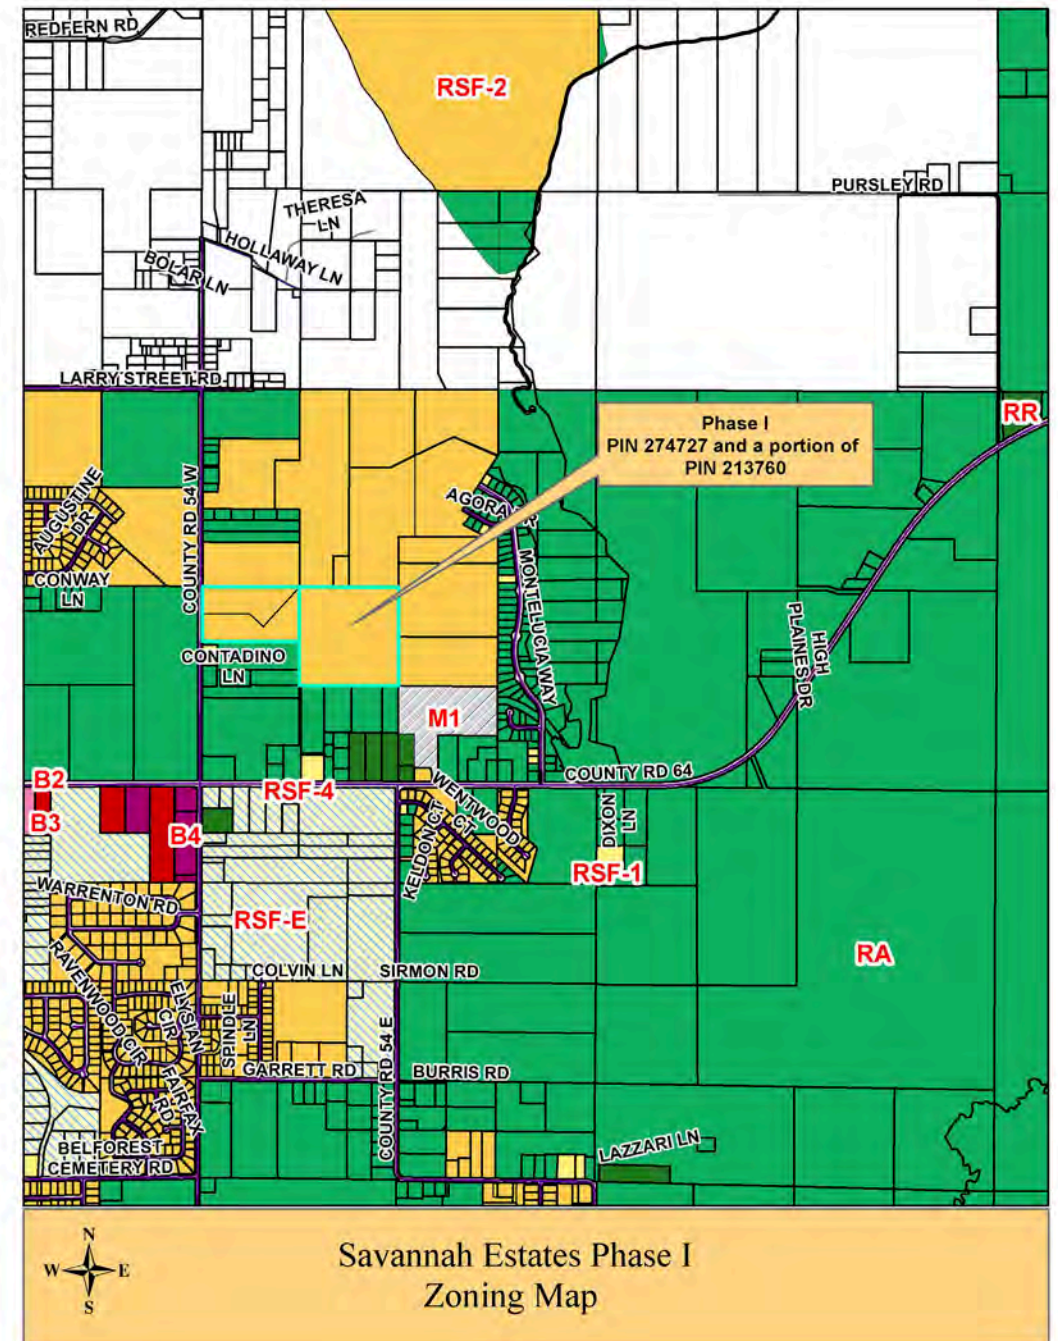 REDFERN RD
RSF-2
PURSLEY RD
THERESA
LN
HOLLAWAY LN
BOLAR LN
LARRY STREET RD
RR
Phase I
PIN 274727 and a portion of
PIN 213760
AUGUSTINE
DR
COUNTY RD 54 W
AGORA DR
CONWAY
LN
MONTELUCIA WAY
CONTADINO
LN
HIGH
PLAINES DR
M1
COUNTY RD 64
B2
RSF-4
B3
B4
WENTWOOD
CT
KELLDON CT
DIXON
LN
RSF-1
WARRENTON RD
RSF-E
RA
COLVIN LN
SIRMON RD
RAVENWOOD CIR
ELYSIAN
CIR
SPINDLE
LN
COUNTY RD 54 E
GARRETT RD
BURRIS RD
FAIRFAX
RD
BELFOREST
CEMETERY RD
LAZZARI LN
N
W E
S
Savannah Estates Phase I
Zoning Map